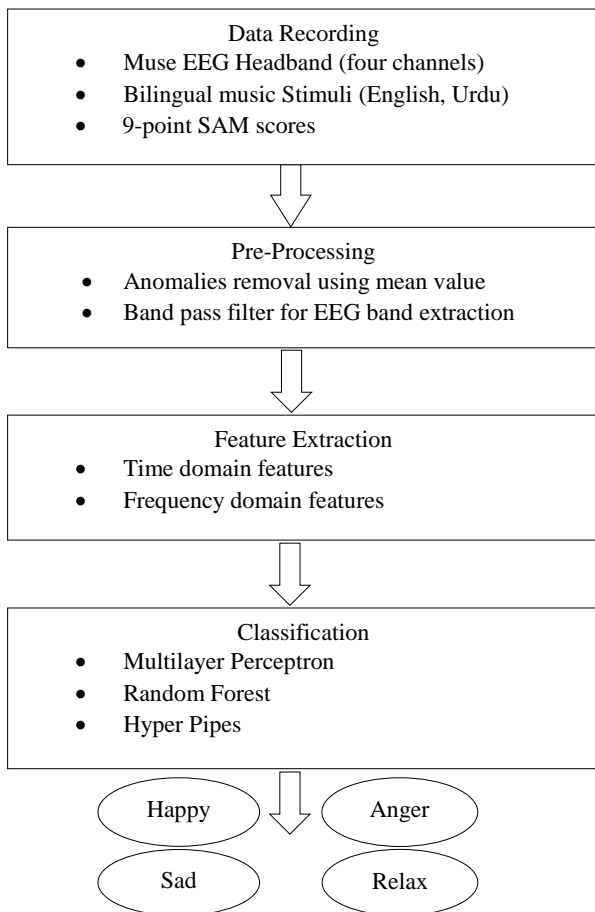 Data Recording
• Muse EEG Headband (four channels)
• Bilingual music Stimuli (English, Urdu)
• 9-point SAM scores
Pre-Processing
• Anomalies removal using mean value
• Band pass filter for EEG band extraction
Feature Extraction
• Time domain features
• Frequency domain features
Classification
• Multilayer Perceptron
• Random Forest
• Hyper Pipes
Happy Anger
Sad Relax